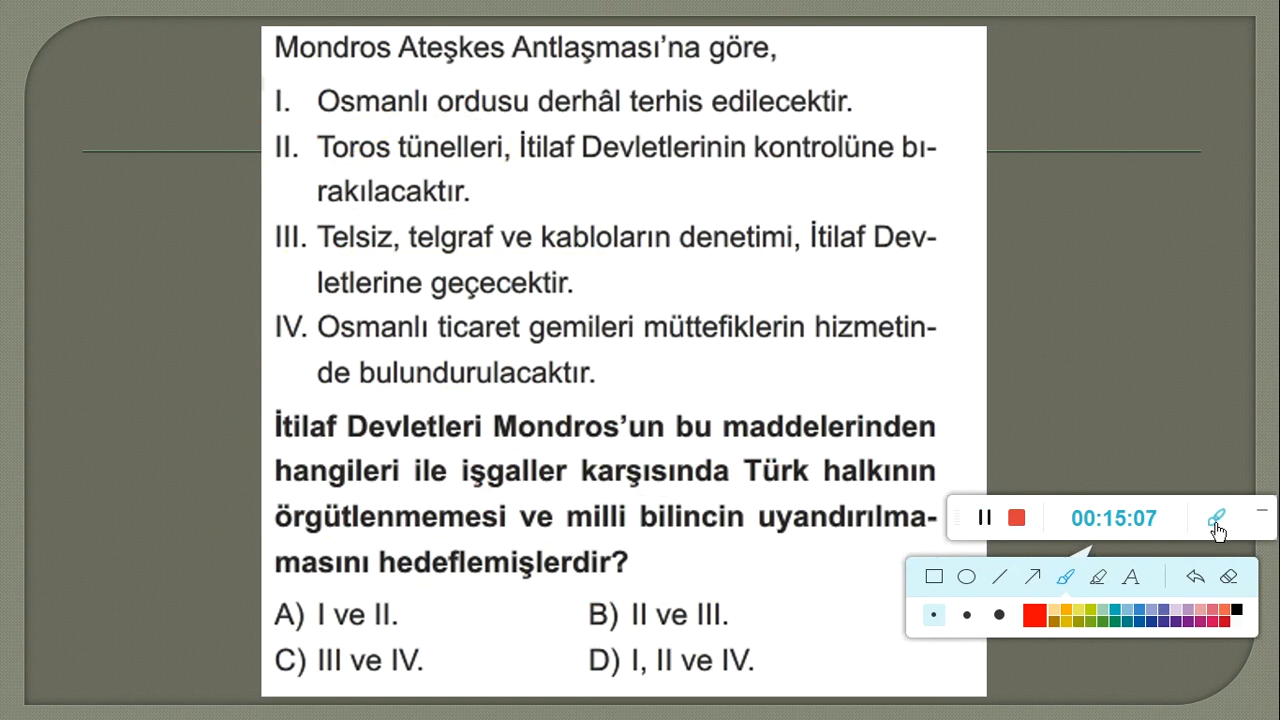 Mondros Ateşkes Antlaşması’na göre,
I. Osmanlı ordusu derhâl terhis edilecektir.
II. Toros tünelleri, İtilaf Devletlerinin kontrolüne bı-
rakılacaktır.
III. Telsiz, telgraf ve kabloların denetimi, İtilaf Dev-
letlerine geçecektir.
IV. Osmanlı ticaret gemileri müttefiklerin hizmetin-
de bulundurulacaktır.
İtilaf Devletleri Mondros’un bu maddelerinden
hangileri ile işgaller karşısında Türk halkının
örgütlenmemesi ve milli bilincin uyandırılma-
masını hedeflemişlerdir?
A) I ve II. B) II ve III.
C) III ve IV. D) I, II ve IV.
00:15:07
A